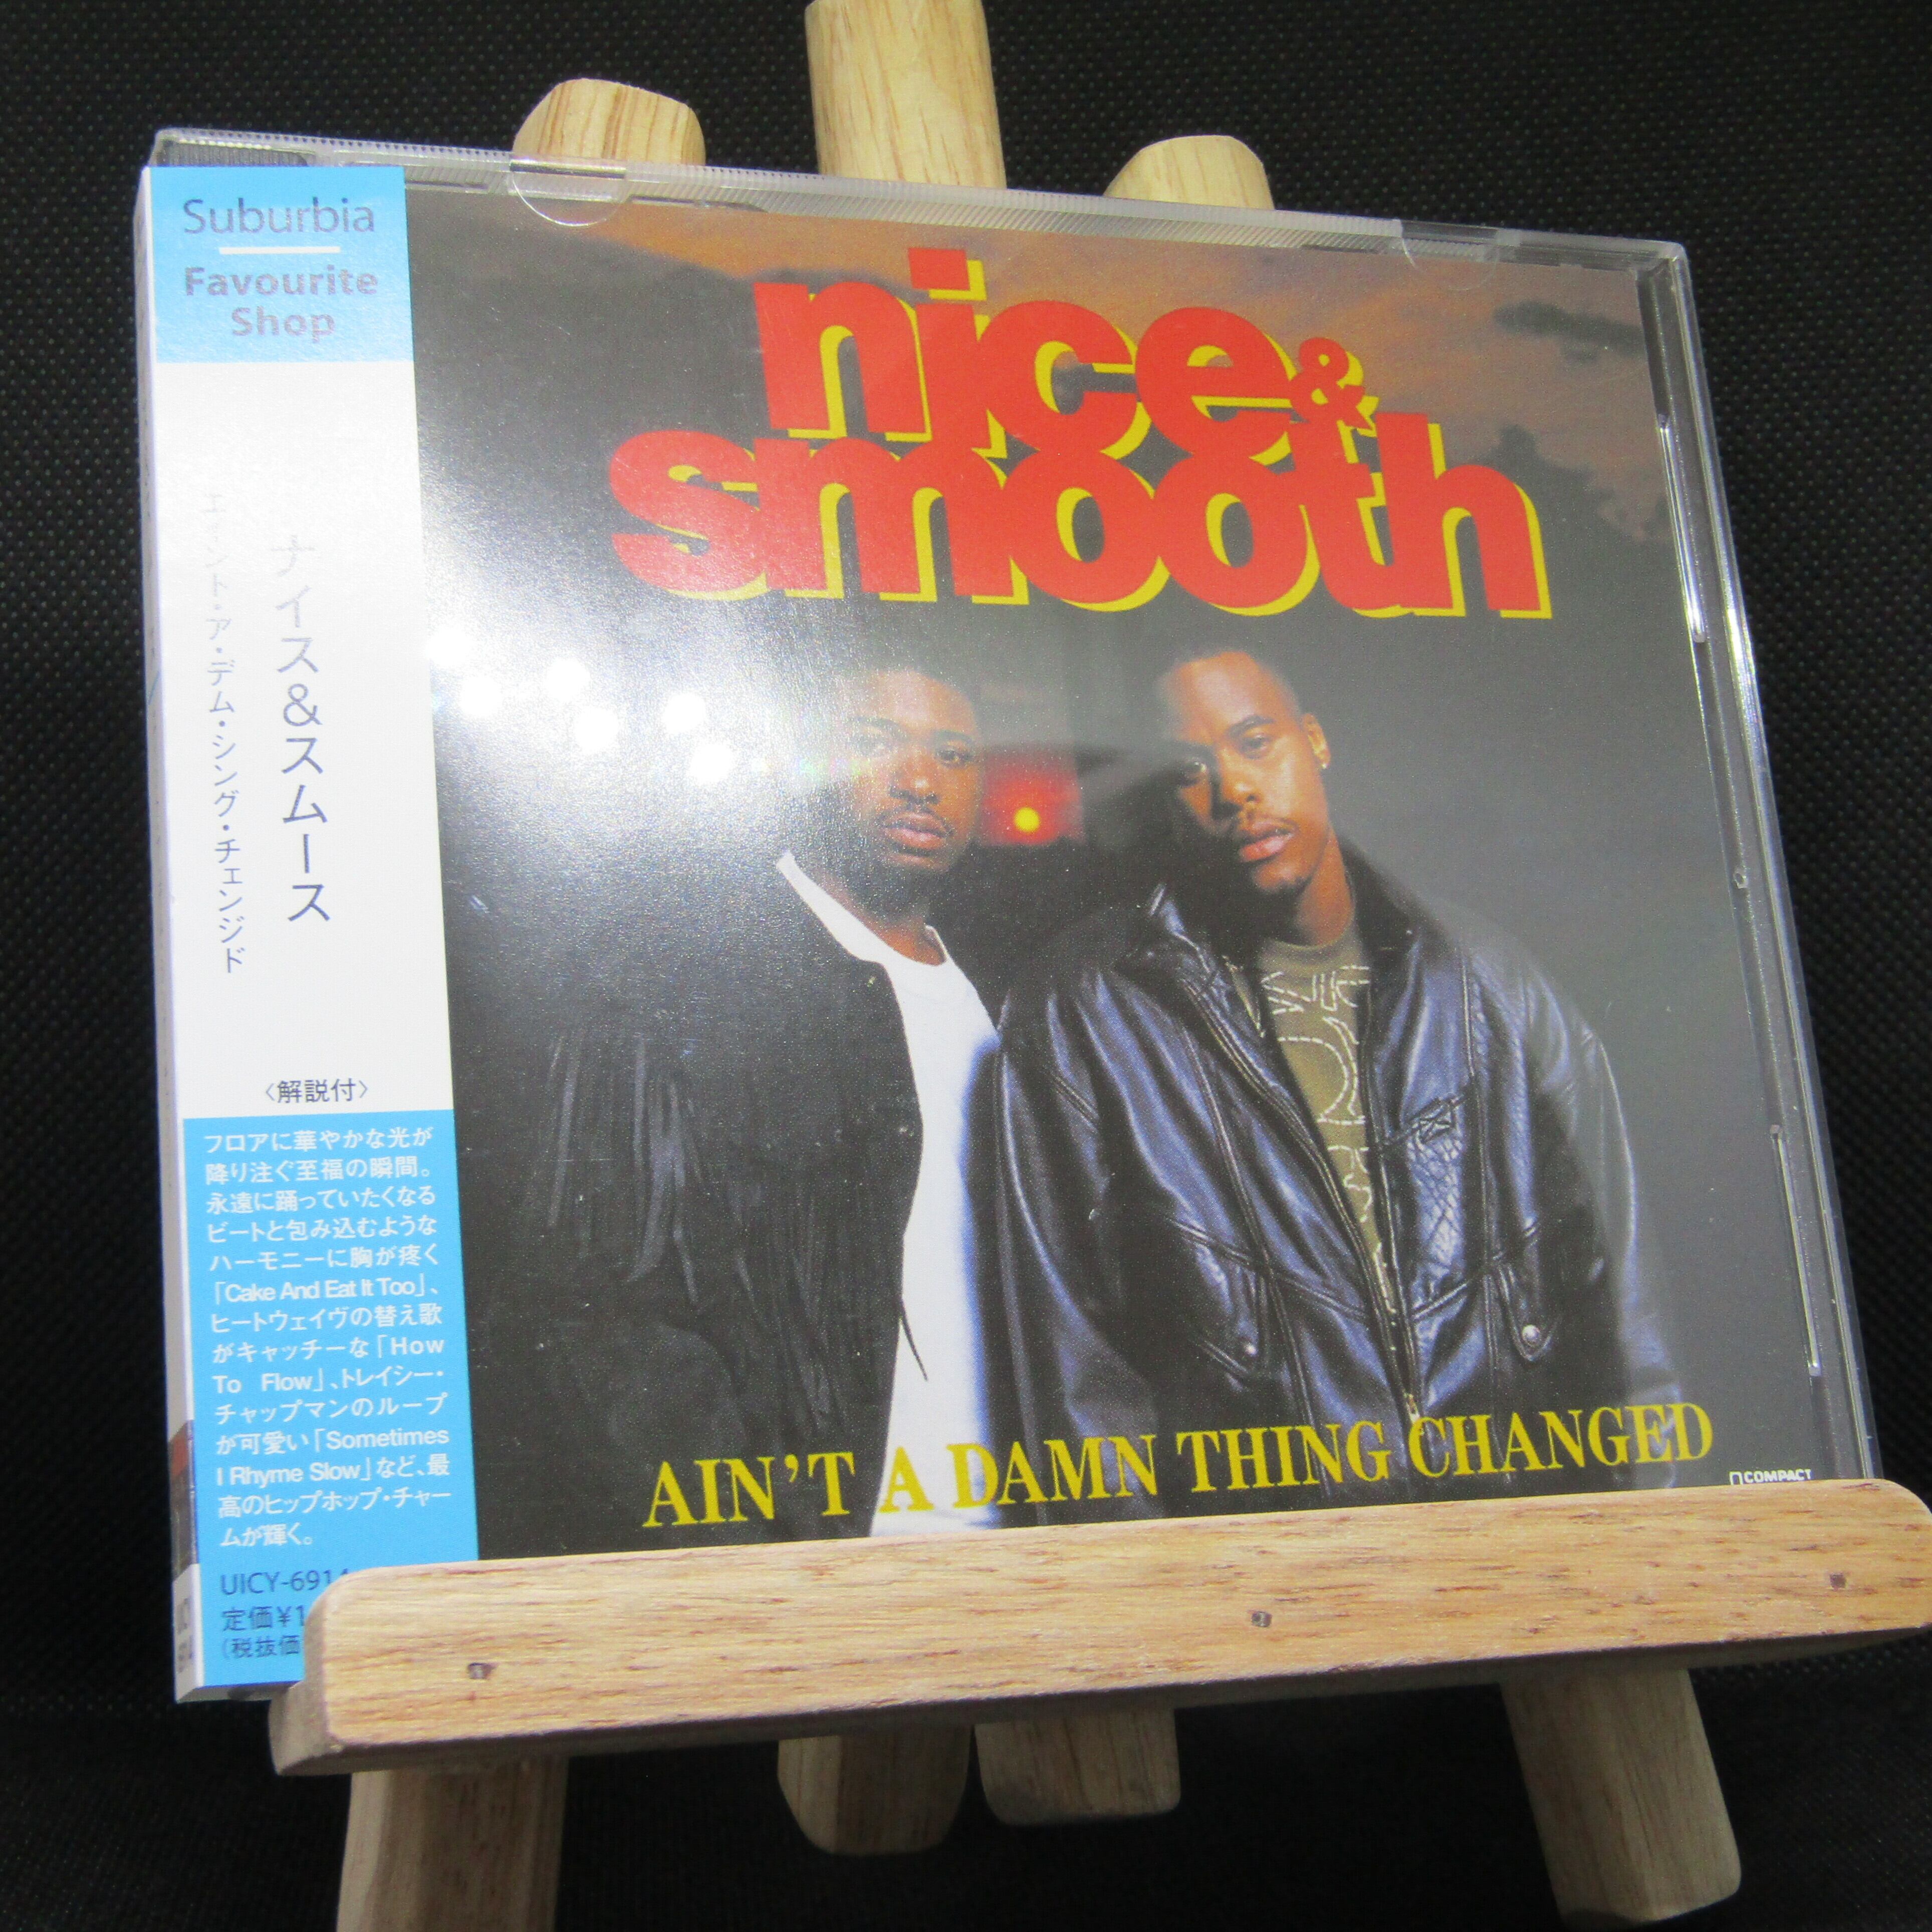 Suburbia
Favourite
Shop
ナイス&スムース
エイント・ア・デム・シング・チェンジド
〈解説付〉
フロアに華やかな光が
降り注ぐ至福の瞬間。
永遠に踊っていたくなる
ビートと包み込むような
ハーモニーに胸が疼く
「Cake And Eat It Too」、
ヒートウェイヴの替え歌
がキャッチーな「How
To Flow」、トレイシー・
チャップマンのループ
が可愛い「Sometimes
I Rhyme Slow」など、最
高のヒップホップ・チャー
ムが輝く。
UICY-6914
定価¥1
(税抜価
nice &
smooth
AIN'T A DAMN THING CHANGED
COMPACT